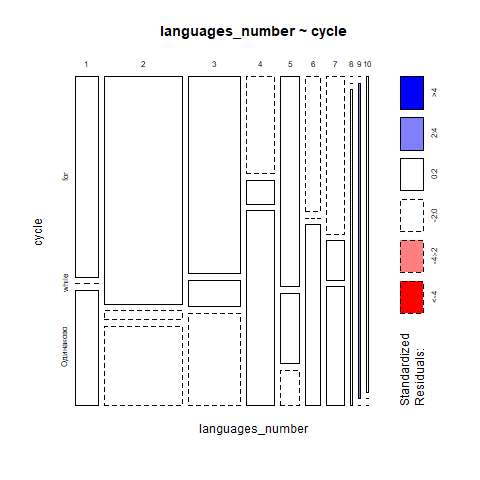 languages_number ~ cycle
1 2 3 4 5 6 7 8 9 10
for
while
Одинаково
cycle
languages_number
>4
2:4
0:2
-2:0
-4:-2
<-4
Standardized
Residuals: